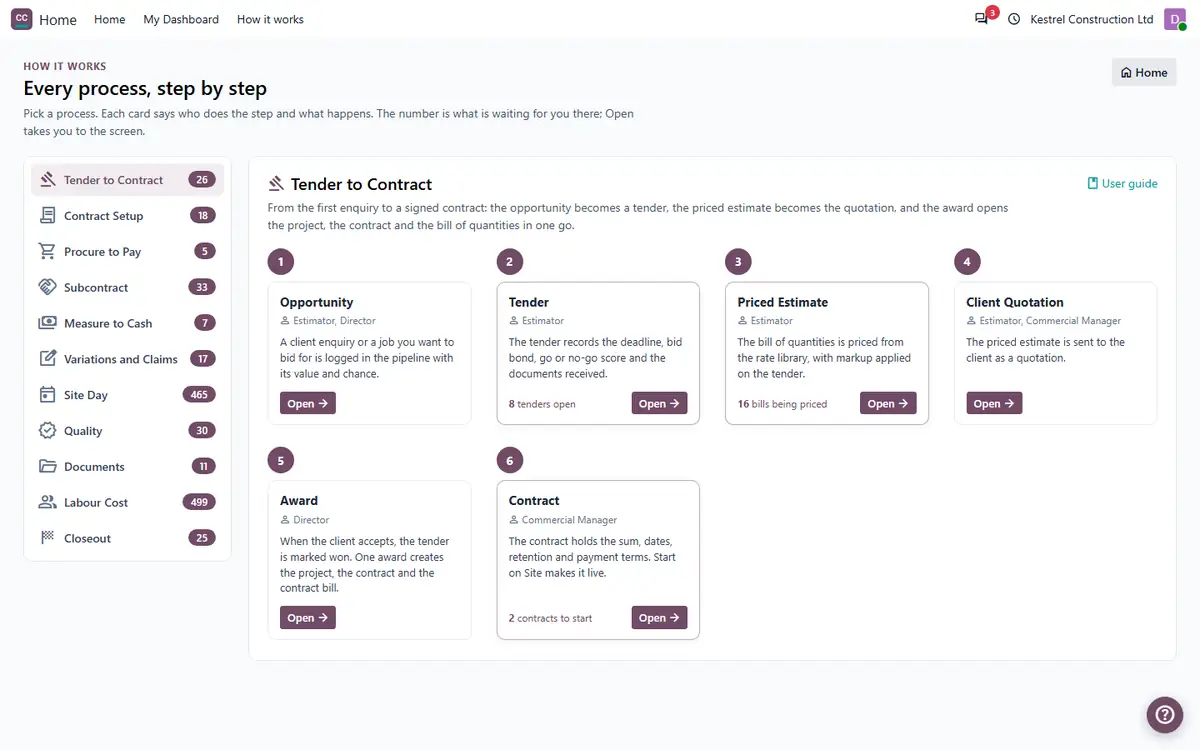 CC Home Home My Dashboard How it works 3 Kestrel Construction Ltd D
HOW IT WORKS
Every process, step by step
Home
Pick a process. Each card says who does the step and what happens. The number is what is waiting for you there; Open
takes you to the screen.
Tender to Contract 26
Contract Setup 18
Procure to Pay 5
Subcontract 33
Measure to Cash 7
Variations and Claims 17
Site Day 465
Quality 30
Documents 11
Labour Cost 499
Closeout 25
Tender to Contract
User guide
From the first enquiry to a signed contract: the opportunity becomes a tender, the priced estimate becomes the quotation, and the award opens
the project, the contract and the bill of quantities in one go.
1
Opportunity
Estimator, Director
A client enquiry or a job you want to
bid for is logged in the pipeline with
its value and chance.
Open →
2
Tender
Estimator
The tender records the deadline, bid
bond, go or no-go score and the
documents received.
8 tenders open
Open →
3
Priced Estimate
Estimator
The bill of quantities is priced from
the rate library, with markup applied
on the tender.
16 bills being priced
Open →
4
Client Quotation
Estimator, Commercial Manager
The priced estimate is sent to the
client as a quotation.
Open →
5
Award
Director
When the client accepts, the tender
is marked won. One award creates
the project, the contract and the
contract bill.
Open →
6
Contract
Commercial Manager
The contract holds the sum, dates,
retention and payment terms. Start
on Site makes it live.
2 contracts to start
Open →
?